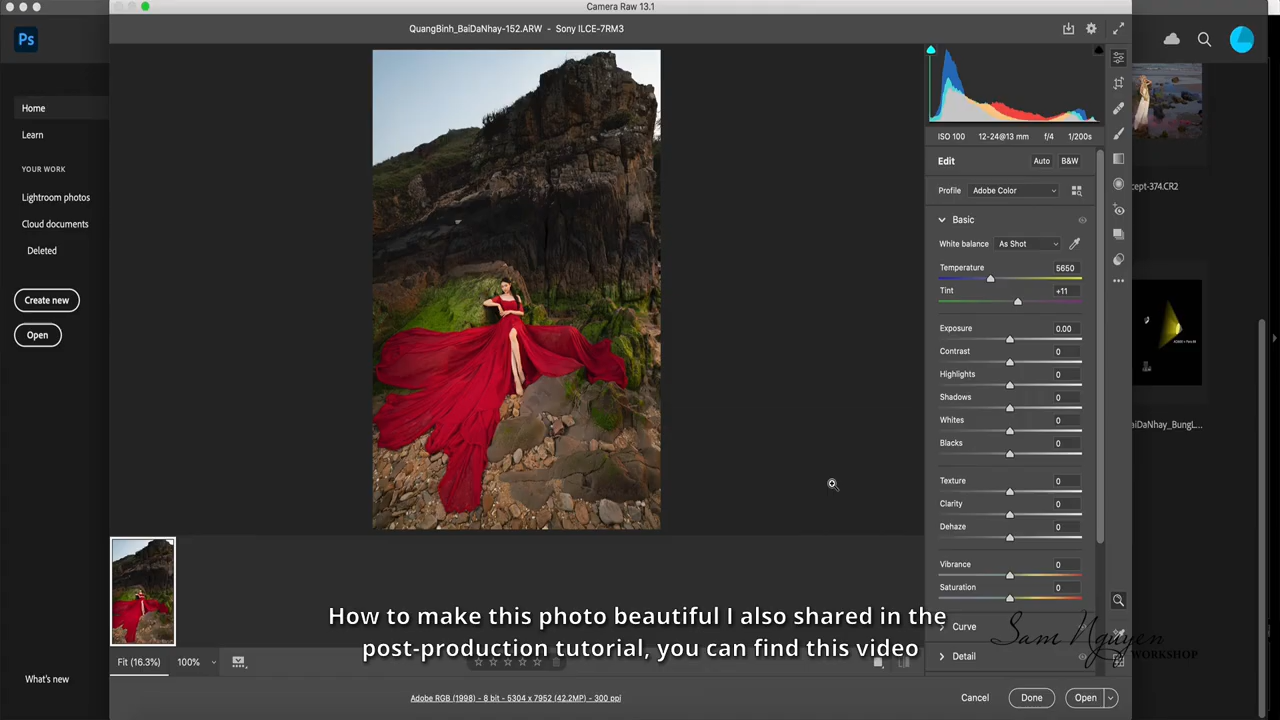 Camera Raw 13.1
QuangBinh_BaiDaNhay-152.ARW - Sony ILCE-7RM3
Ps
Home
Learn
YOUR WORK
Lightroom photos
Cloud documents
Deleted
Create new
Open
What's new
ISO 100 12-24@13 mm f/4 1/200s
Edit Auto B&W
Profile Adobe Color
Basic
White balance As Shot
Temperature 5650
Tint +11
Exposure 0.00
Contrast 0
Highlights 0
Shadows 0
Whites 0
Blacks 0
Texture 0
Clarity 0
Dehaze 0
Vibrance 0
Saturation 0
Curve
Detail
cept-374.CR2
aiDaNhay_BungL...
How to make this photo beautiful I also shared in the
post-production tutorial, you can find this video
Sam Nguyen
WORKSHOP
Fit (16.3%) 100%
Adobe RGB (1998) - 8 bit - 5304 x 7952 (42.2MP) - 300 ppi
Cancel Done Open